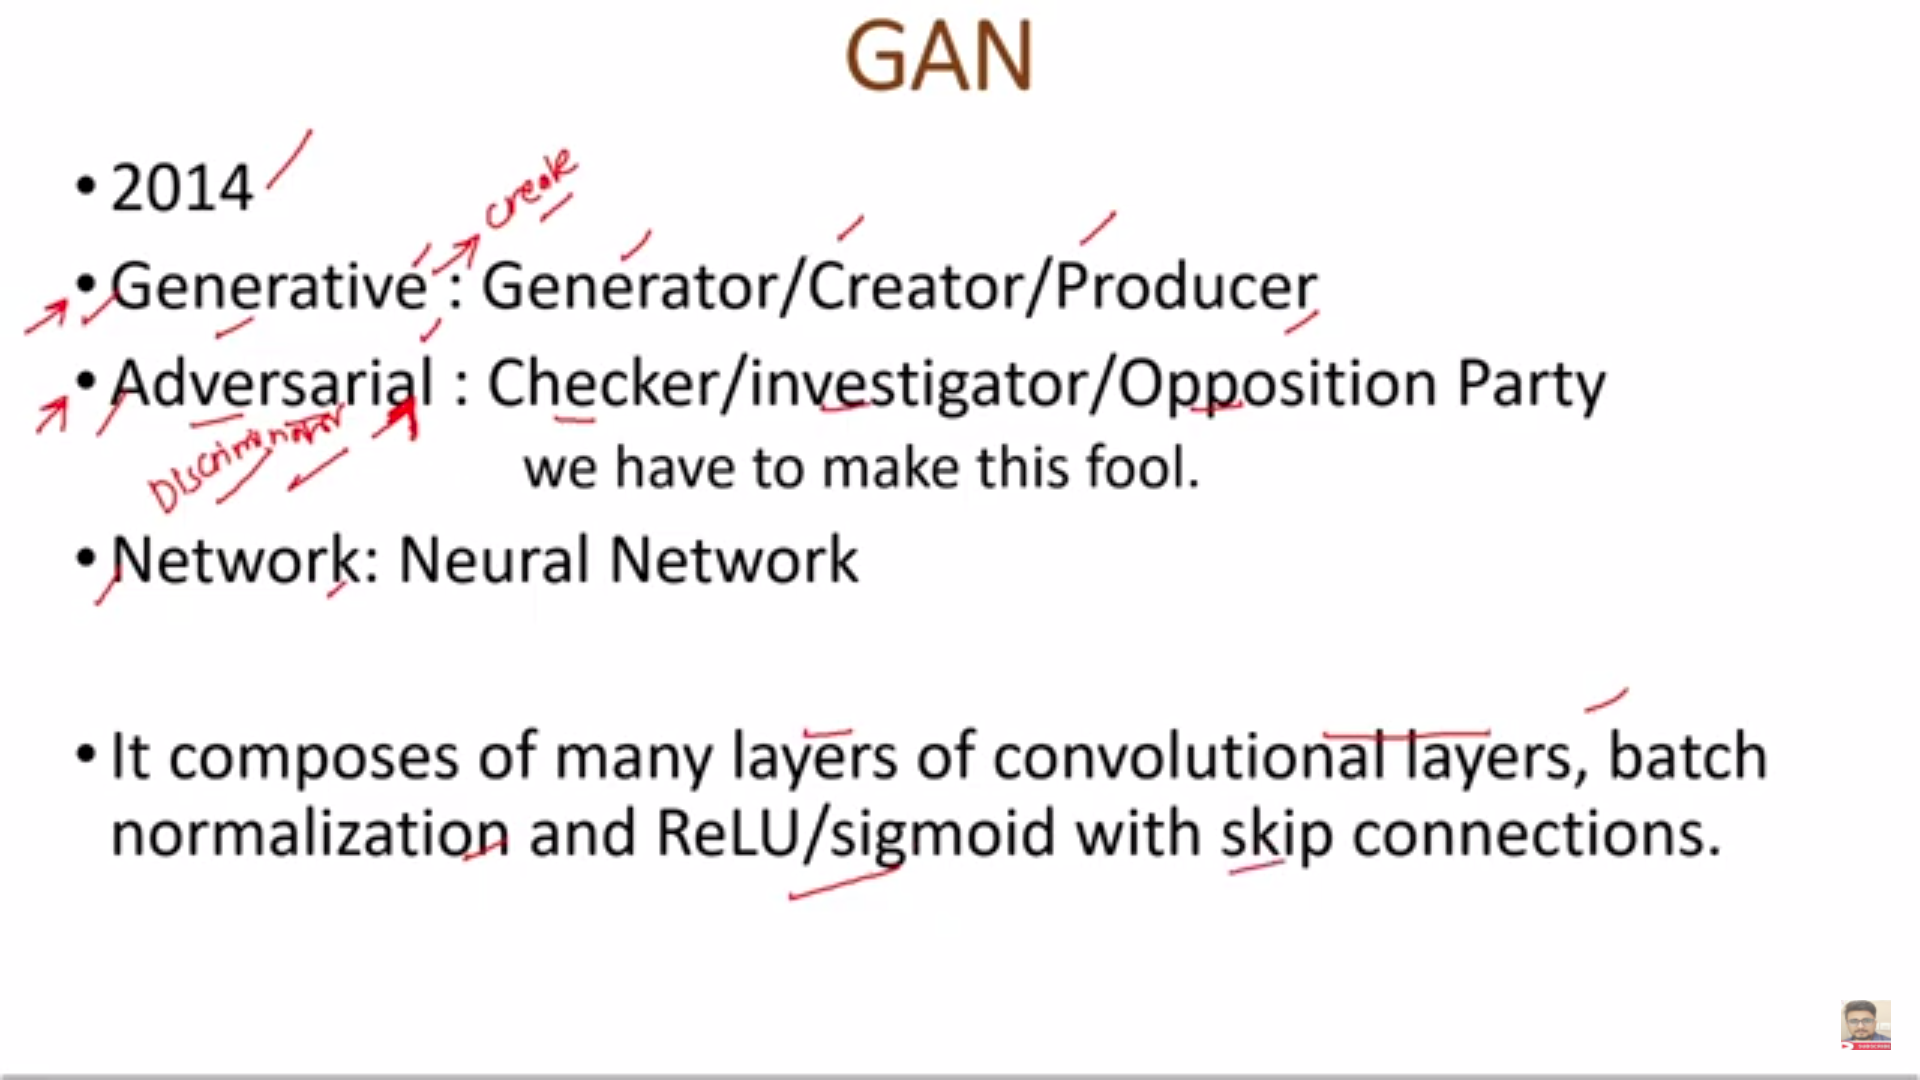 GAN
• 2014
create
• Generative : Generator/Creator/Producer
• Adversarial : Checker/investigator/Opposition Party
Discriminator
we have to make this fool.
• Network: Neural Network
• It composes of many layers of convolutional layers, batch
normalization and ReLU/sigmoid with skip connections.
SUBSCRIBE